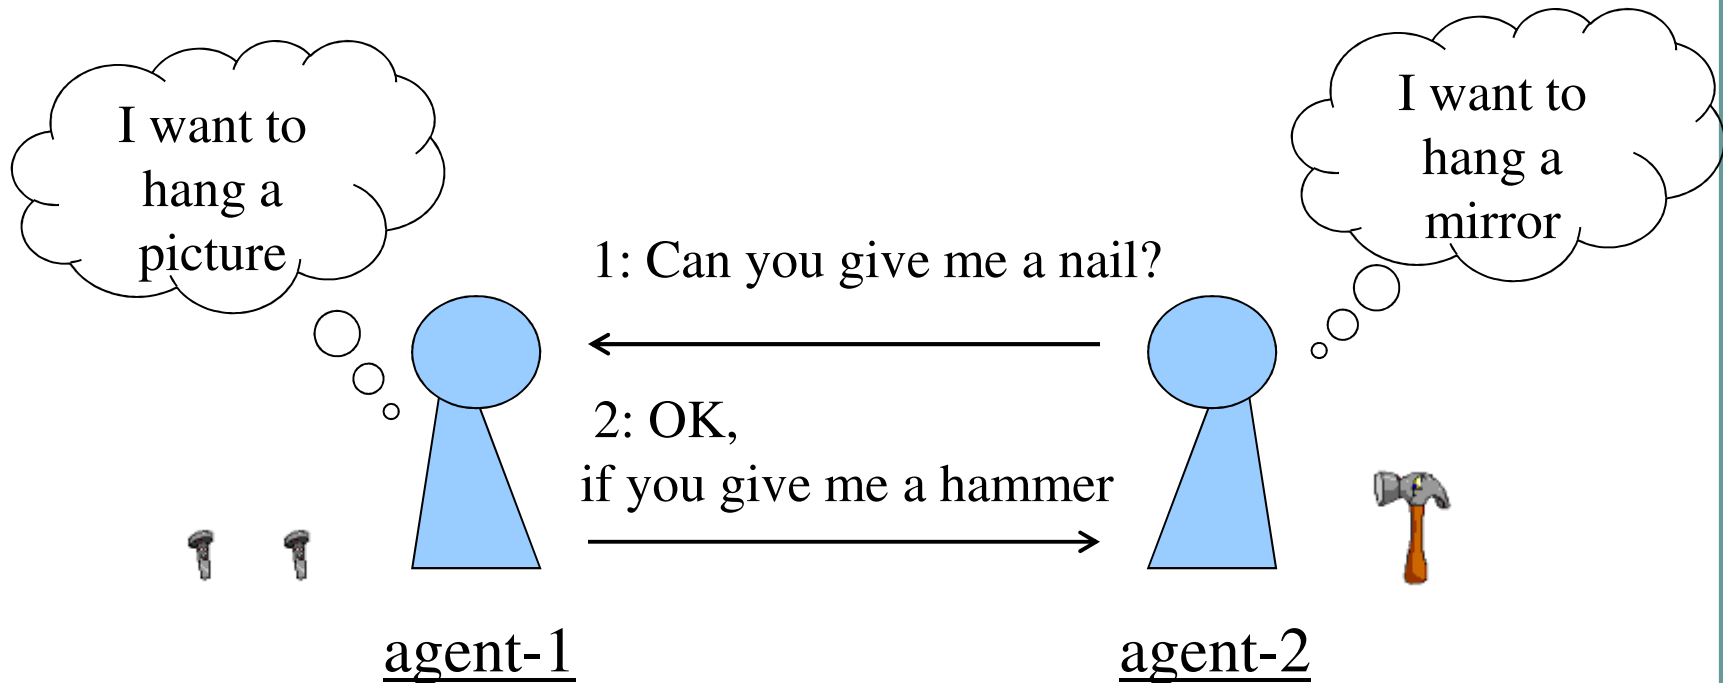 I want to
hang a
picture
I want to
hang a
mirror
1: Can you give me a nail?
2: OK,
if you give me a hammer
agent-1
agent-2